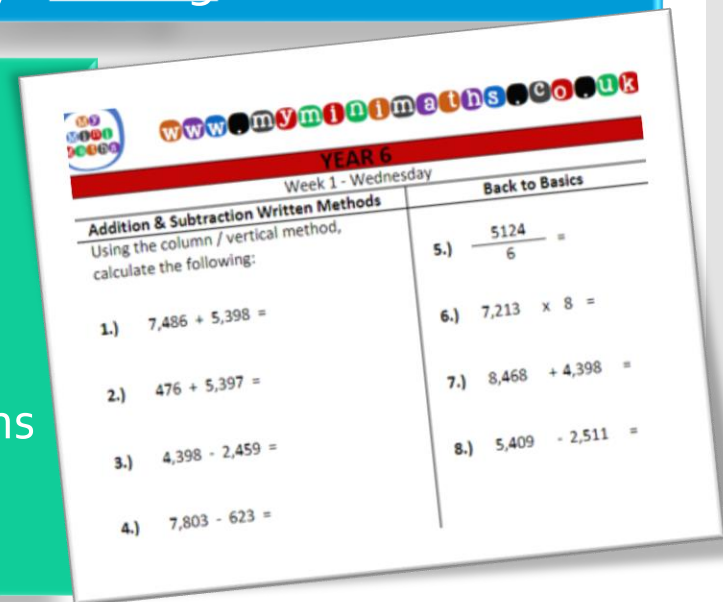 My
Mini
Maths
www.myminimaths.co.uk
YEAR 6
Week 1 - Wednesday
Addition & Subtraction Written Methods
Using the column / vertical method,
calculate the following:
1.) 7,486 + 5,398 =
2.) 476 + 5,397 =
3.) 4,398 - 2,459 =
4.) 7,803 - 623 =
Back to Basics
5.) 5124
6 =
6.) 7,213 x 8 =
7.) 8,468 + 4,398 =
8.) 5,409 - 2,511 =